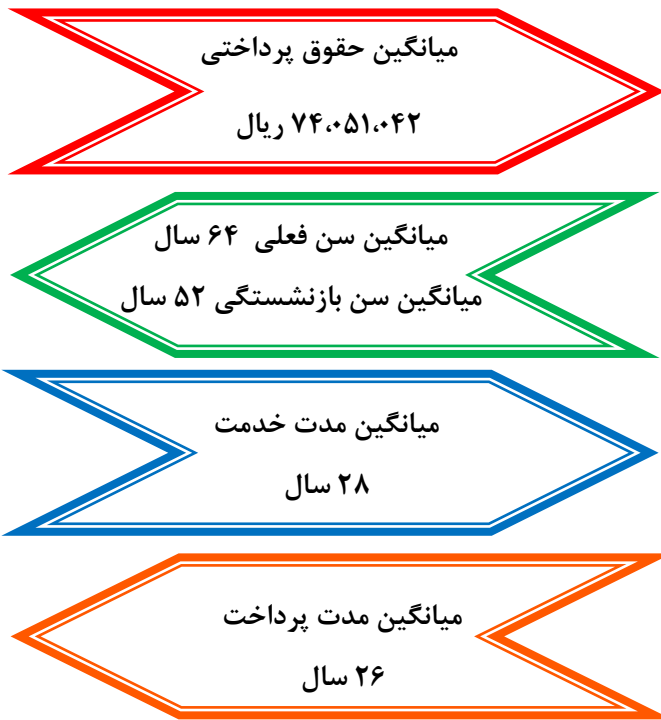 میانگین حقوق پرداختی
۷۴،۰۵۱،۰۴۲ ریال
میانگین سن فعلی ۶۴ سال
میانگین سن بازنشستگی ۵۲ سال
میانگین مدت خدمت
۲۸ سال
میانگین مدت پرداخت
۲۶ سال